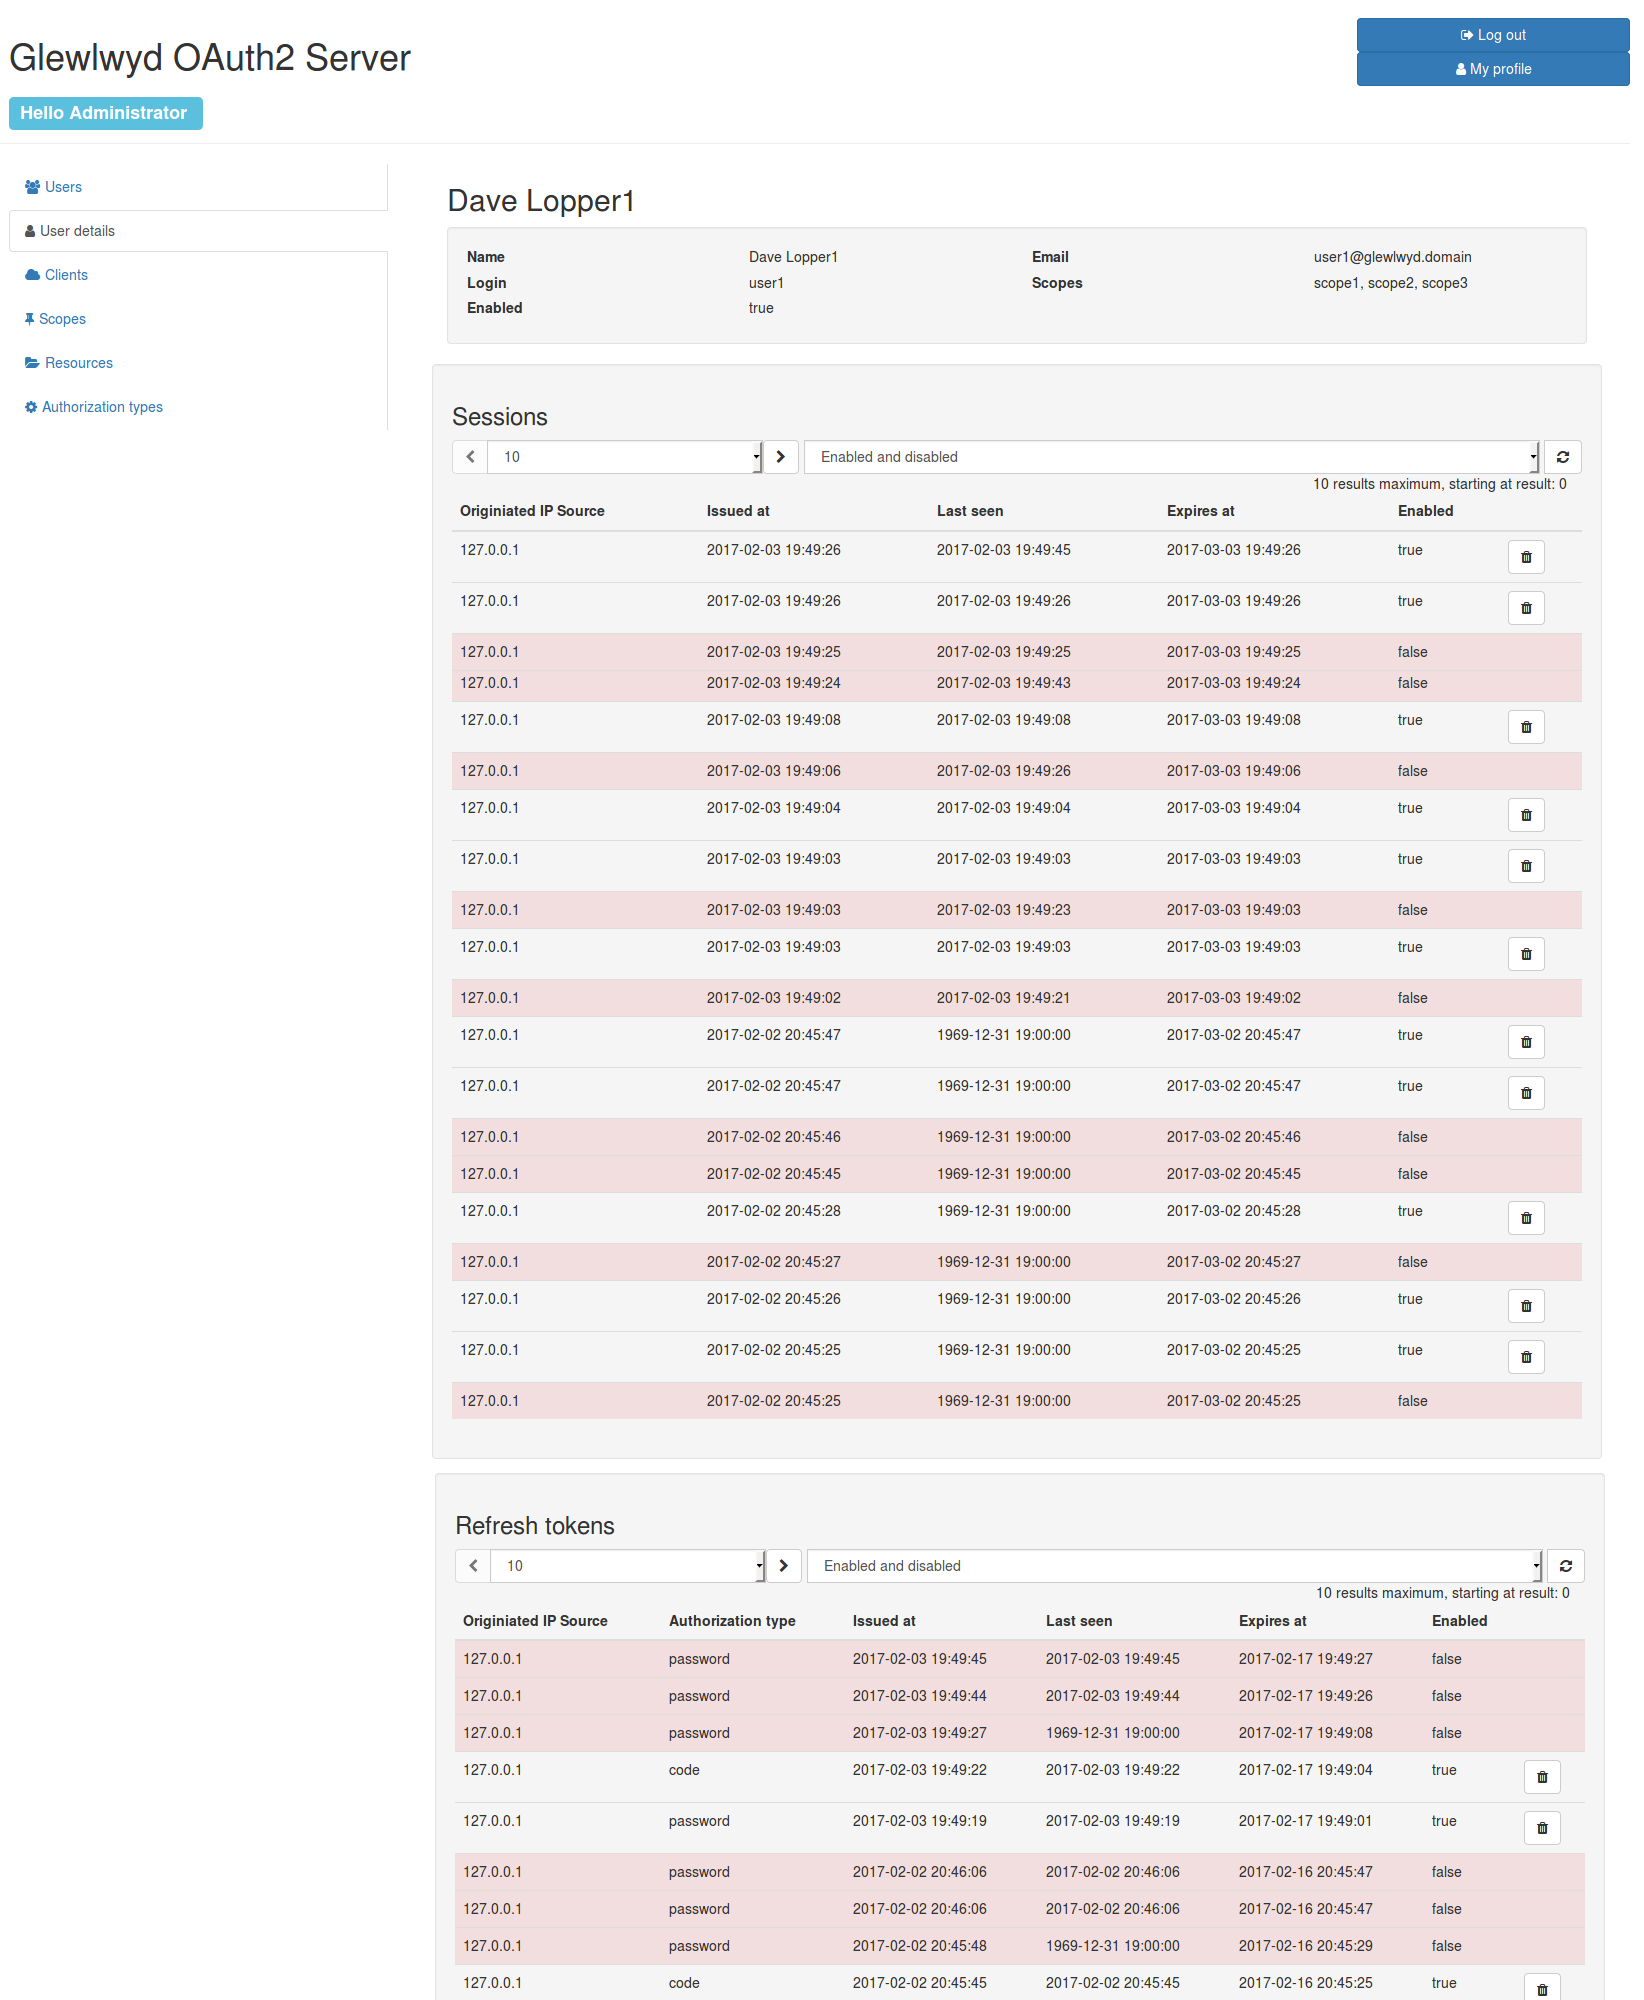 Glewlwyd OAuth2 Server
Log out
My profile
Hello Administrator
Users
User details
Clients
Scopes
Resources
Authorization types
Dave Lopper1
Name Dave Lopper1 Email user1@glewlwyd.domain
Login user1 Scopes scope1, scope2, scope3
Enabled true
Sessions
10 Enabled and disabled
10 results maximum, starting at result: 0
Originiated IP Source Issued at Last seen Expires at Enabled
127.0.0.1 2017-02-03 19:49:26 2017-02-03 19:49:45 2017-03-03 19:49:26 true
127.0.0.1 2017-02-03 19:49:26 2017-02-03 19:49:26 2017-03-03 19:49:26 true
127.0.0.1 2017-02-03 19:49:25 2017-02-03 19:49:25 2017-03-03 19:49:25 false
127.0.0.1 2017-02-03 19:49:24 2017-02-03 19:49:43 2017-03-03 19:49:24 false
127.0.0.1 2017-02-03 19:49:08 2017-02-03 19:49:08 2017-03-03 19:49:08 true
127.0.0.1 2017-02-03 19:49:06 2017-02-03 19:49:26 2017-03-03 19:49:06 false
127.0.0.1 2017-02-03 19:49:04 2017-02-03 19:49:04 2017-03-03 19:49:04 true
127.0.0.1 2017-02-03 19:49:03 2017-02-03 19:49:03 2017-03-03 19:49:03 true
127.0.0.1 2017-02-03 19:49:03 2017-02-03 19:49:23 2017-03-03 19:49:03 false
127.0.0.1 2017-02-03 19:49:03 2017-02-03 19:49:03 2017-03-03 19:49:03 true
127.0.0.1 2017-02-03 19:49:02 2017-02-03 19:49:21 2017-03-03 19:49:02 false
127.0.0.1 2017-02-02 20:45:47 1969-12-31 19:00:00 2017-03-02 20:45:47 true
127.0.0.1 2017-02-02 20:45:47 1969-12-31 19:00:00 2017-03-02 20:45:47 true
127.0.0.1 2017-02-02 20:45:46 1969-12-31 19:00:00 2017-03-02 20:45:46 false
127.0.0.1 2017-02-02 20:45:45 1969-12-31 19:00:00 2017-03-02 20:45:45 false
127.0.0.1 2017-02-02 20:45:28 1969-12-31 19:00:00 2017-03-02 20:45:28 true
127.0.0.1 2017-02-02 20:45:27 1969-12-31 19:00:00 2017-03-02 20:45:27 false
127.0.0.1 2017-02-02 20:45:26 1969-12-31 19:00:00 2017-03-02 20:45:26 true
127.0.0.1 2017-02-02 20:45:25 1969-12-31 19:00:00 2017-03-02 20:45:25 true
127.0.0.1 2017-02-02 20:45:25 1969-12-31 19:00:00 2017-03-02 20:45:25 false
Refresh tokens
10 Enabled and disabled
10 results maximum, starting at result: 0
Originiated IP Source Authorization type Issued at Last seen Expires at Enabled
127.0.0.1 password 2017-02-03 19:49:45 2017-02-03 19:49:45 2017-02-17 19:49:27 false
127.0.0.1 password 2017-02-03 19:49:44 2017-02-03 19:49:44 2017-02-17 19:49:26 false
127.0.0.1 password 2017-02-03 19:49:27 1969-12-31 19:00:00 2017-02-17 19:49:08 false
127.0.0.1 code 2017-02-03 19:49:22 2017-02-03 19:49:22 2017-02-17 19:49:04 true
127.0.0.1 password 2017-02-03 19:49:19 2017-02-03 19:49:19 2017-02-17 19:49:01 true
127.0.0.1 password 2017-02-02 20:46:06 2017-02-02 20:46:06 2017-02-16 20:45:47 false
127.0.0.1 password 2017-02-02 20:46:06 2017-02-02 20:46:06 2017-02-16 20:45:47 false
127.0.0.1 password 2017-02-02 20:45:48 1969-12-31 19:00:00 2017-02-16 20:45:29 false
127.0.0.1 code 2017-02-02 20:45:45 2017-02-02 20:45:45 2017-02-16 20:45:25 true